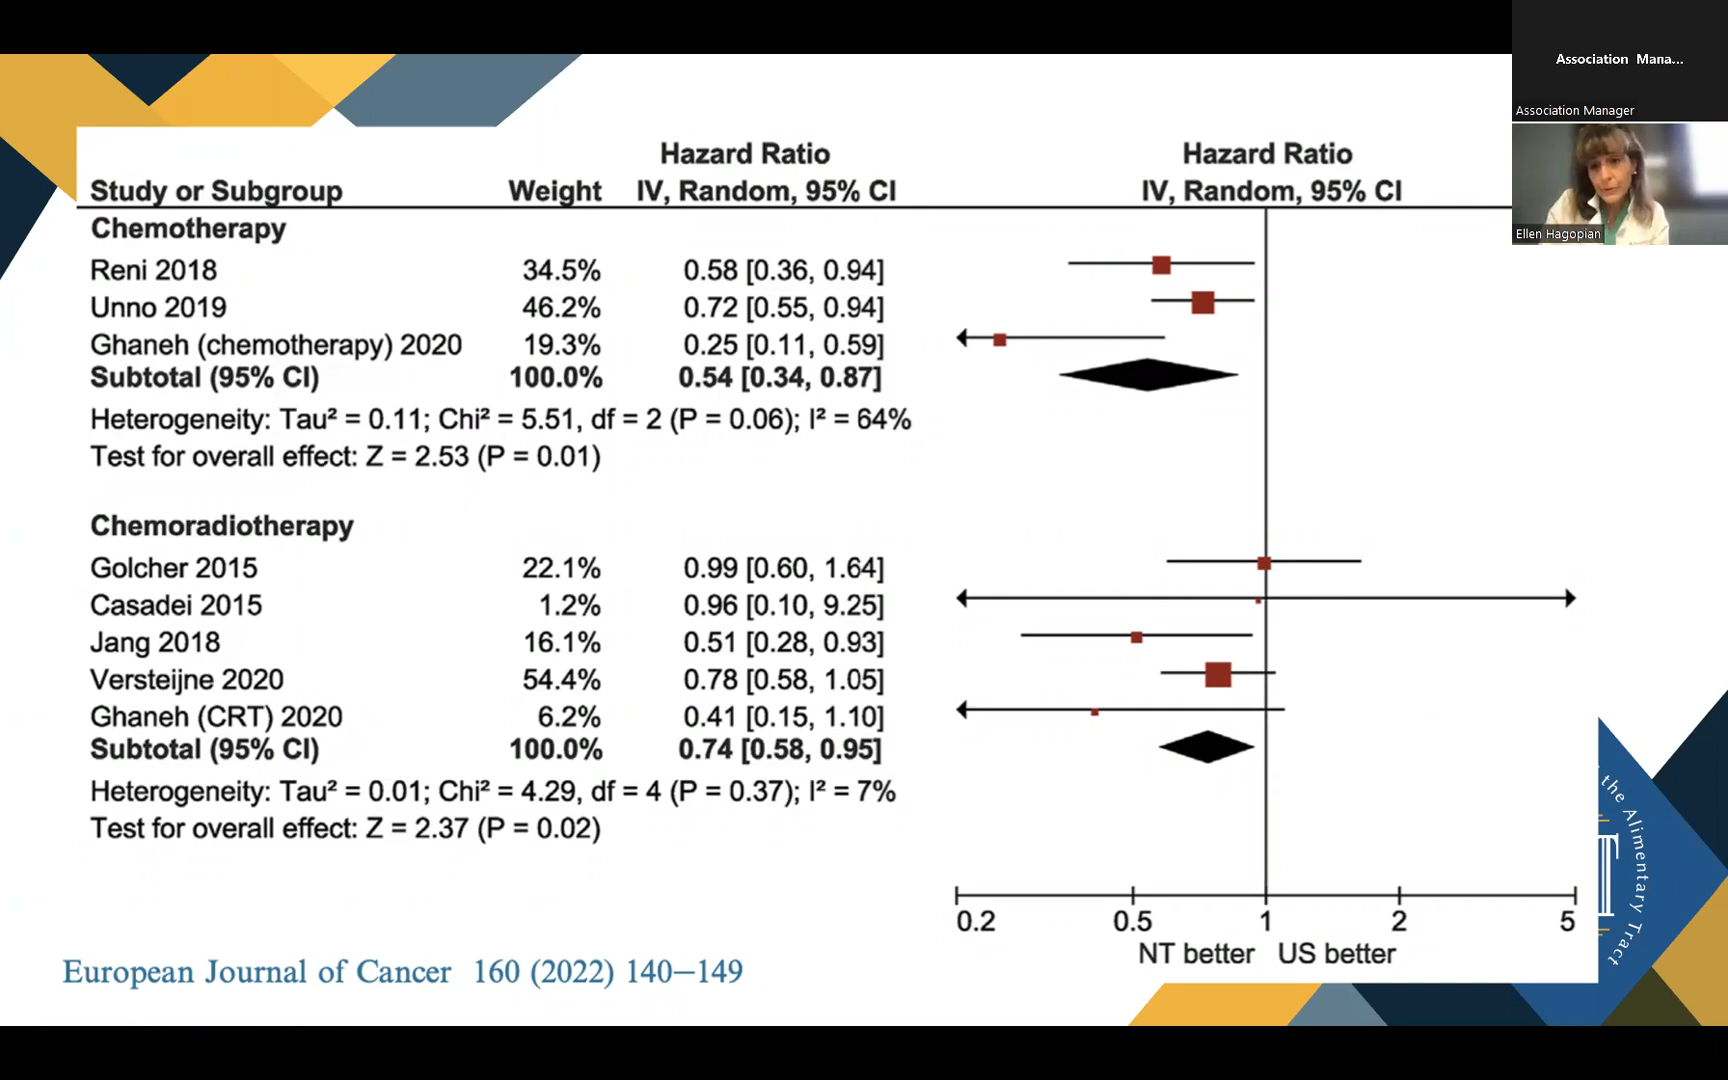 Association Mana...
Association Manager
Ellen Hagopian
Hazard Ratio Hazard Ratio
Study or Subgroup Weight IV, Random, 95% CI IV, Random, 95% CI
Chemotherapy
Reni 2018 34.5% 0.58 [0.36, 0.94]
Unno 2019 46.2% 0.72 [0.55, 0.94]
Ghaneh (chemotherapy) 2020 19.3% 0.25 [0.11, 0.59]
Subtotal (95% CI) 100.0% 0.54 [0.34, 0.87]
Heterogeneity: Tau² = 0.11; Chi² = 5.51, df = 2 (P = 0.06); I² = 64%
Test for overall effect: Z = 2.53 (P = 0.01)
Chemoradiotherapy
Golcher 2015 22.1% 0.99 [0.60, 1.64]
Casadei 2015 1.2% 0.96 [0.10, 9.25]
Jang 2018 16.1% 0.51 [0.28, 0.93]
Versteijne 2020 54.4% 0.78 [0.58, 1.05]
Ghaneh (CRT) 2020 6.2% 0.41 [0.15, 1.10]
Subtotal (95% CI) 100.0% 0.74 [0.58, 0.95]
Heterogeneity: Tau² = 0.01; Chi² = 4.29, df = 4 (P = 0.37); I² = 7%
Test for overall effect: Z = 2.37 (P = 0.02)
0.2 0.5 1 2 5
NT better US better
European Journal of Cancer 160 (2022) 140–149
the Alimentary Tract
T